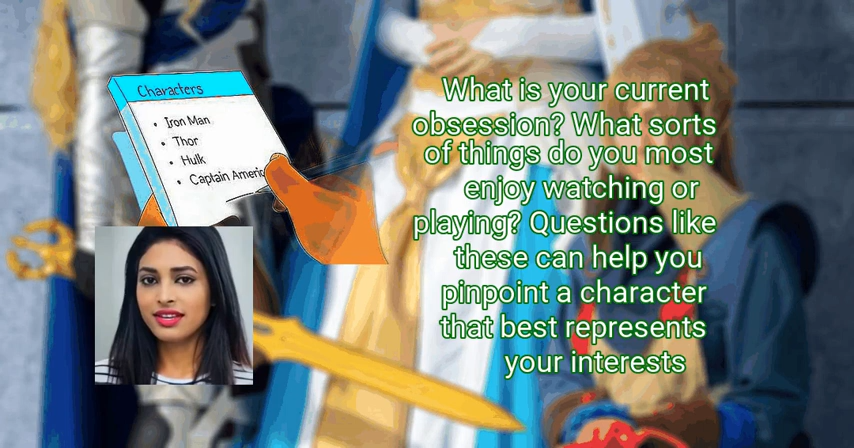 Characters
• Iron Man
• Thor
• Hulk
• Captain Americ
What is your current
obsession? What sorts
of things do you most
enjoy watching or
playing? Questions like
these can help you
pinpoint a character
that best represents
your interests